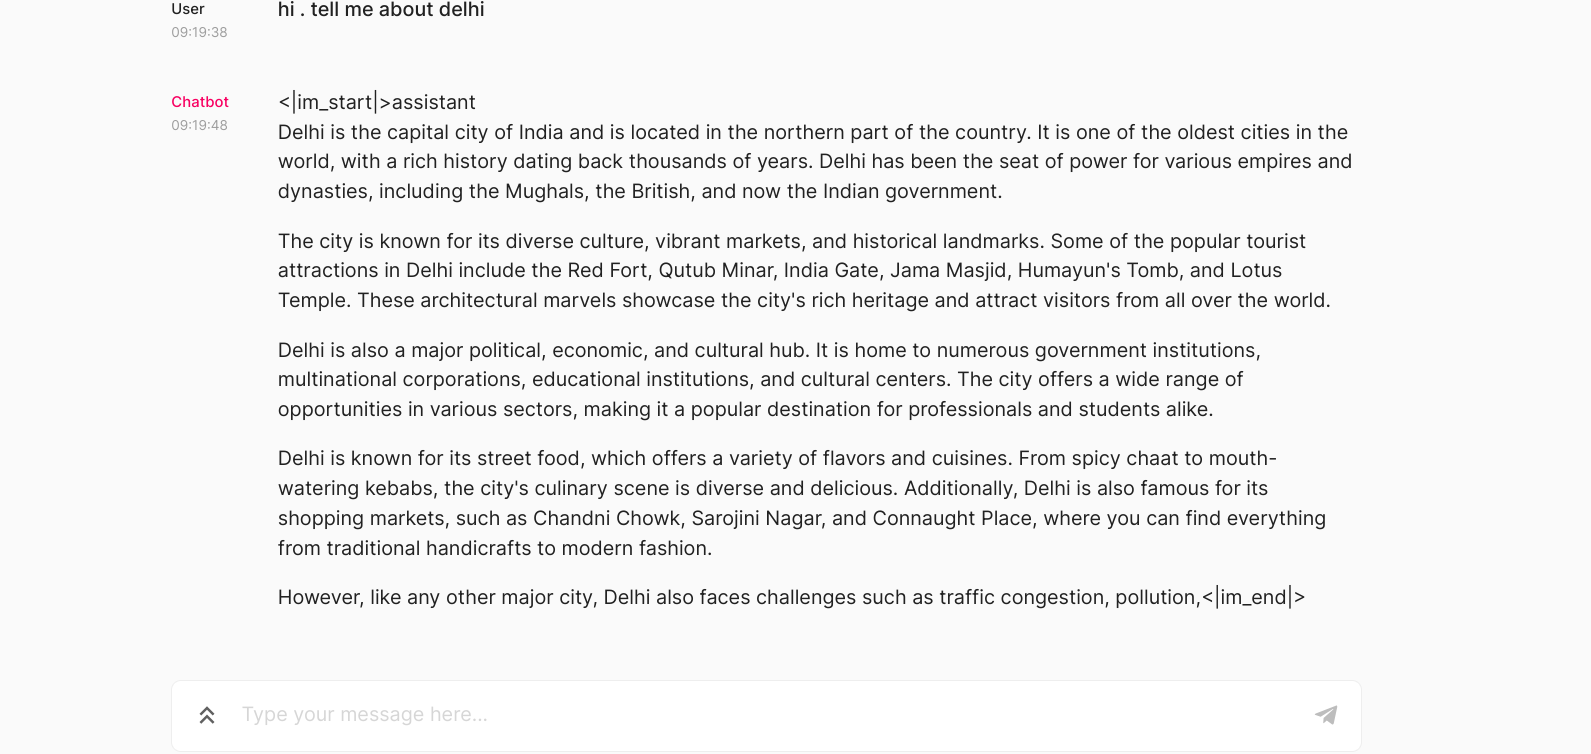 User
hi . tell me about delhi
09:19:38
Chatbot
<|im_start|>assistant
09:19:48
Delhi is the capital city of India and is located in the northern part of the country. It is one of the oldest cities in the
world, with a rich history dating back thousands of years. Delhi has been the seat of power for various empires and
dynasties, including the Mughals, the British, and now the Indian government.
The city is known for its diverse culture, vibrant markets, and historical landmarks. Some of the popular tourist
attractions in Delhi include the Red Fort, Qutub Minar, India Gate, Jama Masjid, Humayun's Tomb, and Lotus
Temple. These architectural marvels showcase the city's rich heritage and attract visitors from all over the world.
Delhi is also a major political, economic, and cultural hub. It is home to numerous government institutions,
multinational corporations, educational institutions, and cultural centers. The city offers a wide range of
opportunities in various sectors, making it a popular destination for professionals and students alike.
Delhi is known for its street food, which offers a variety of flavors and cuisines. From spicy chaat to mouth-
watering kebabs, the city's culinary scene is diverse and delicious. Additionally, Delhi is also famous for its
shopping markets, such as Chandni Chowk, Sarojini Nagar, and Connaught Place, where you can find everything
from traditional handicrafts to modern fashion.
However, like any other major city, Delhi also faces challenges such as traffic congestion, pollution,<|im_end|>
Type your message here...